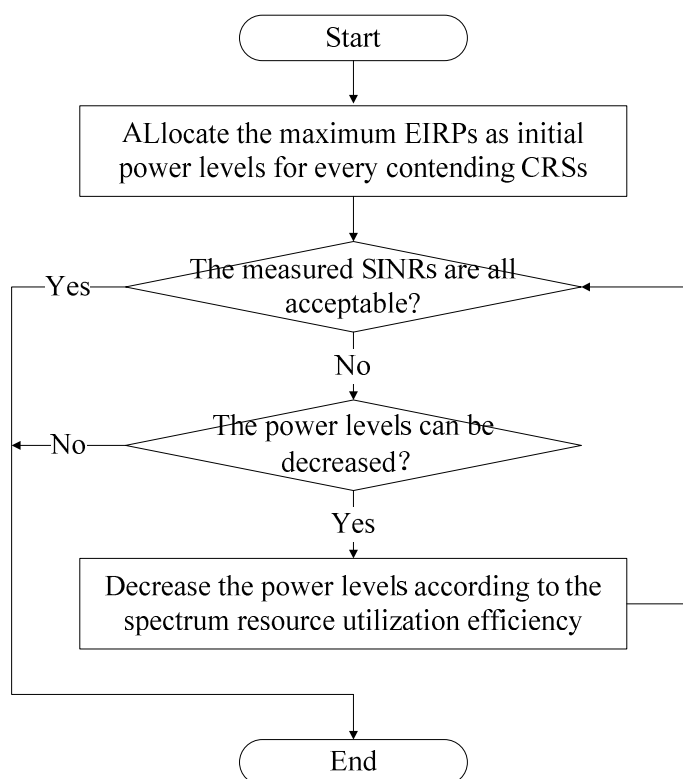 Start
ALlocate the maximum EIRPs as initial
power levels for every contending CRSs
The measured SINRs are all
acceptable?
Yes
No
The power levels can be
decreased?
No
Yes
Decrease the power levels according to the
spectrum resource utilization efficiency
End